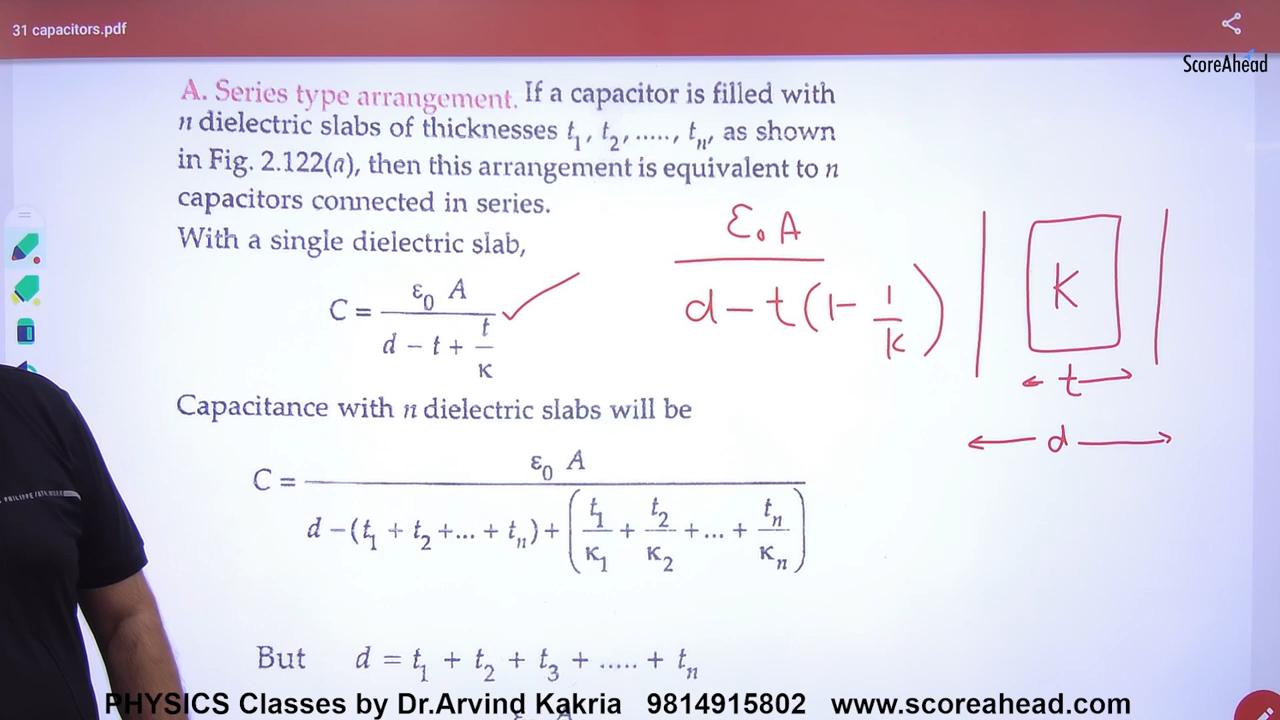 31 capacitors.pdf
ScoreAhead
A. Series type arrangement. If a capacitor is filled with
n dielectric slabs of thicknesses t₁, t₂, ....., tₙ, as shown
in Fig. 2.122(a), then this arrangement is equivalent to n
capacitors connected in series.
With a single dielectric slab,
C = ε₀ A / (d − t + t/κ)
ε₀ A / (d − t(1 − 1/k))
K
t
d
Capacitance with n dielectric slabs will be
C = ε₀ A / (d − (t₁ + t₂ + ... + tₙ) + (t₁/κ₁ + t₂/κ₂ + ... + tₙ/κₙ))
But d = t₁ + t₂ + t₃ + ..... + tₙ
PHYSICS Classes by Dr.Arvind Kakria 9814915802 www.scoreahead.com